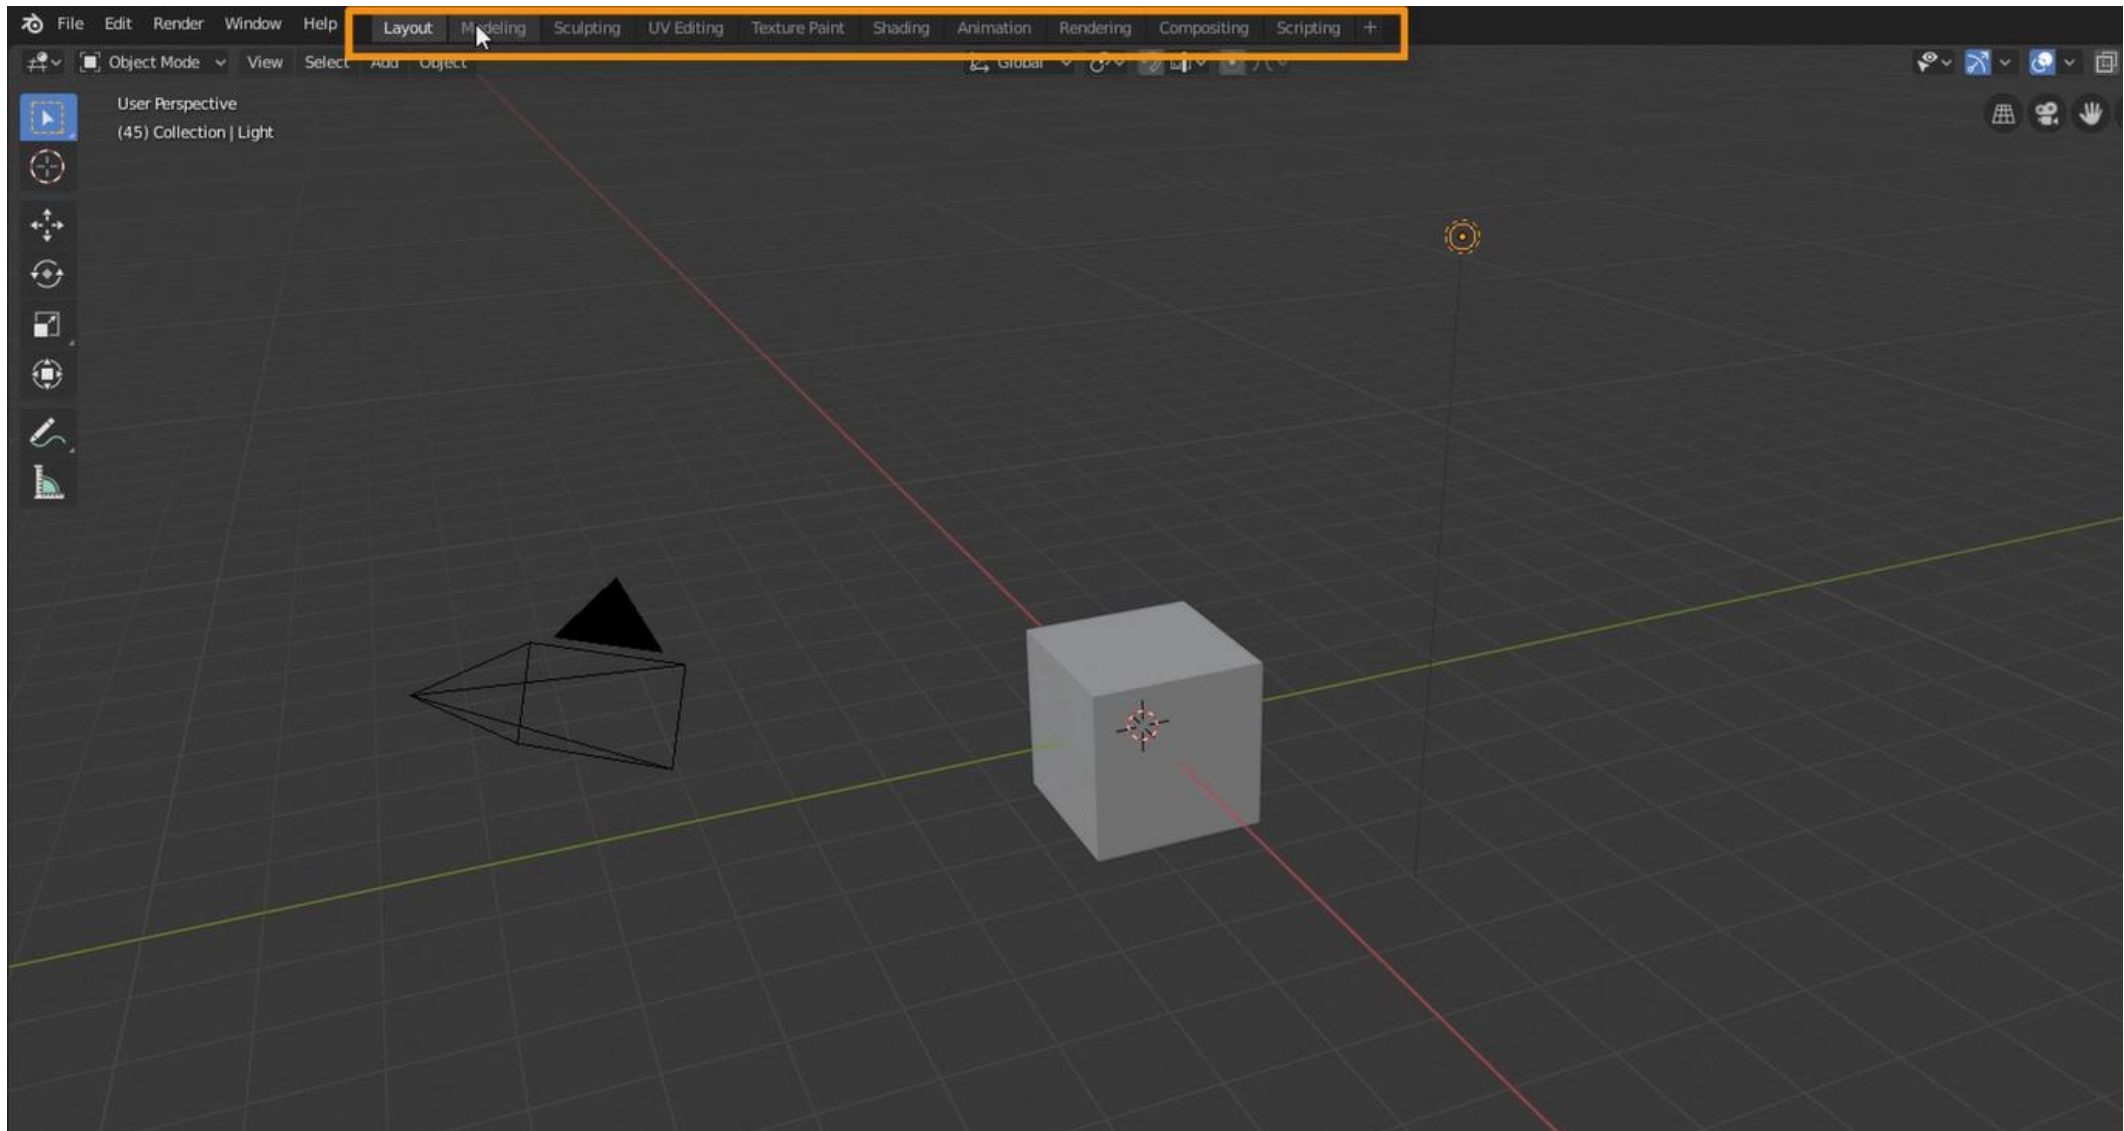 File Edit Render Window Help Layout Modeling Sculpting UV Editing Texture Paint Shading Animation Rendering Compositing Scripting +
Object Mode View Select Add Object Global
User Perspective
(45) Collection | Light